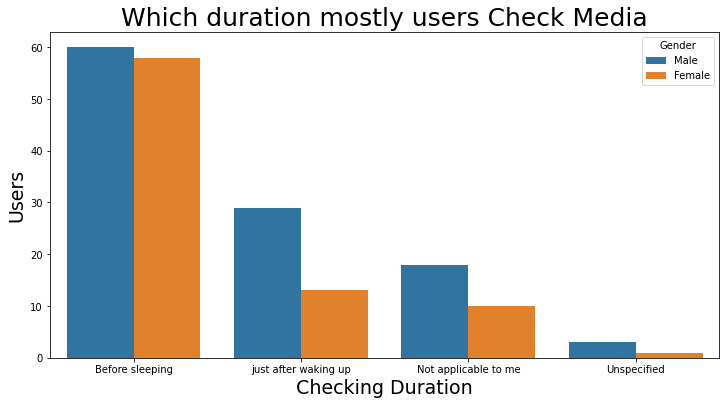 Which duration mostly users Check Media
Gender
Male
Female
Users
60
50
40
30
20
10
0
Before sleeping
just after waking up
Not applicable to me
Unspecified
Checking Duration